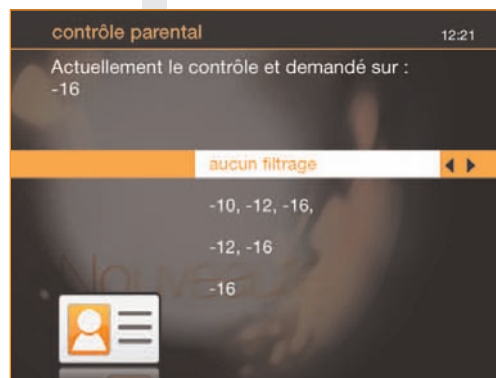 contrôle parental 12:21
Actuellement le contrôle et demandé sur :
-16
aucun filtrage
-10, -12, -16,
-12, -16
-16
Nouveau